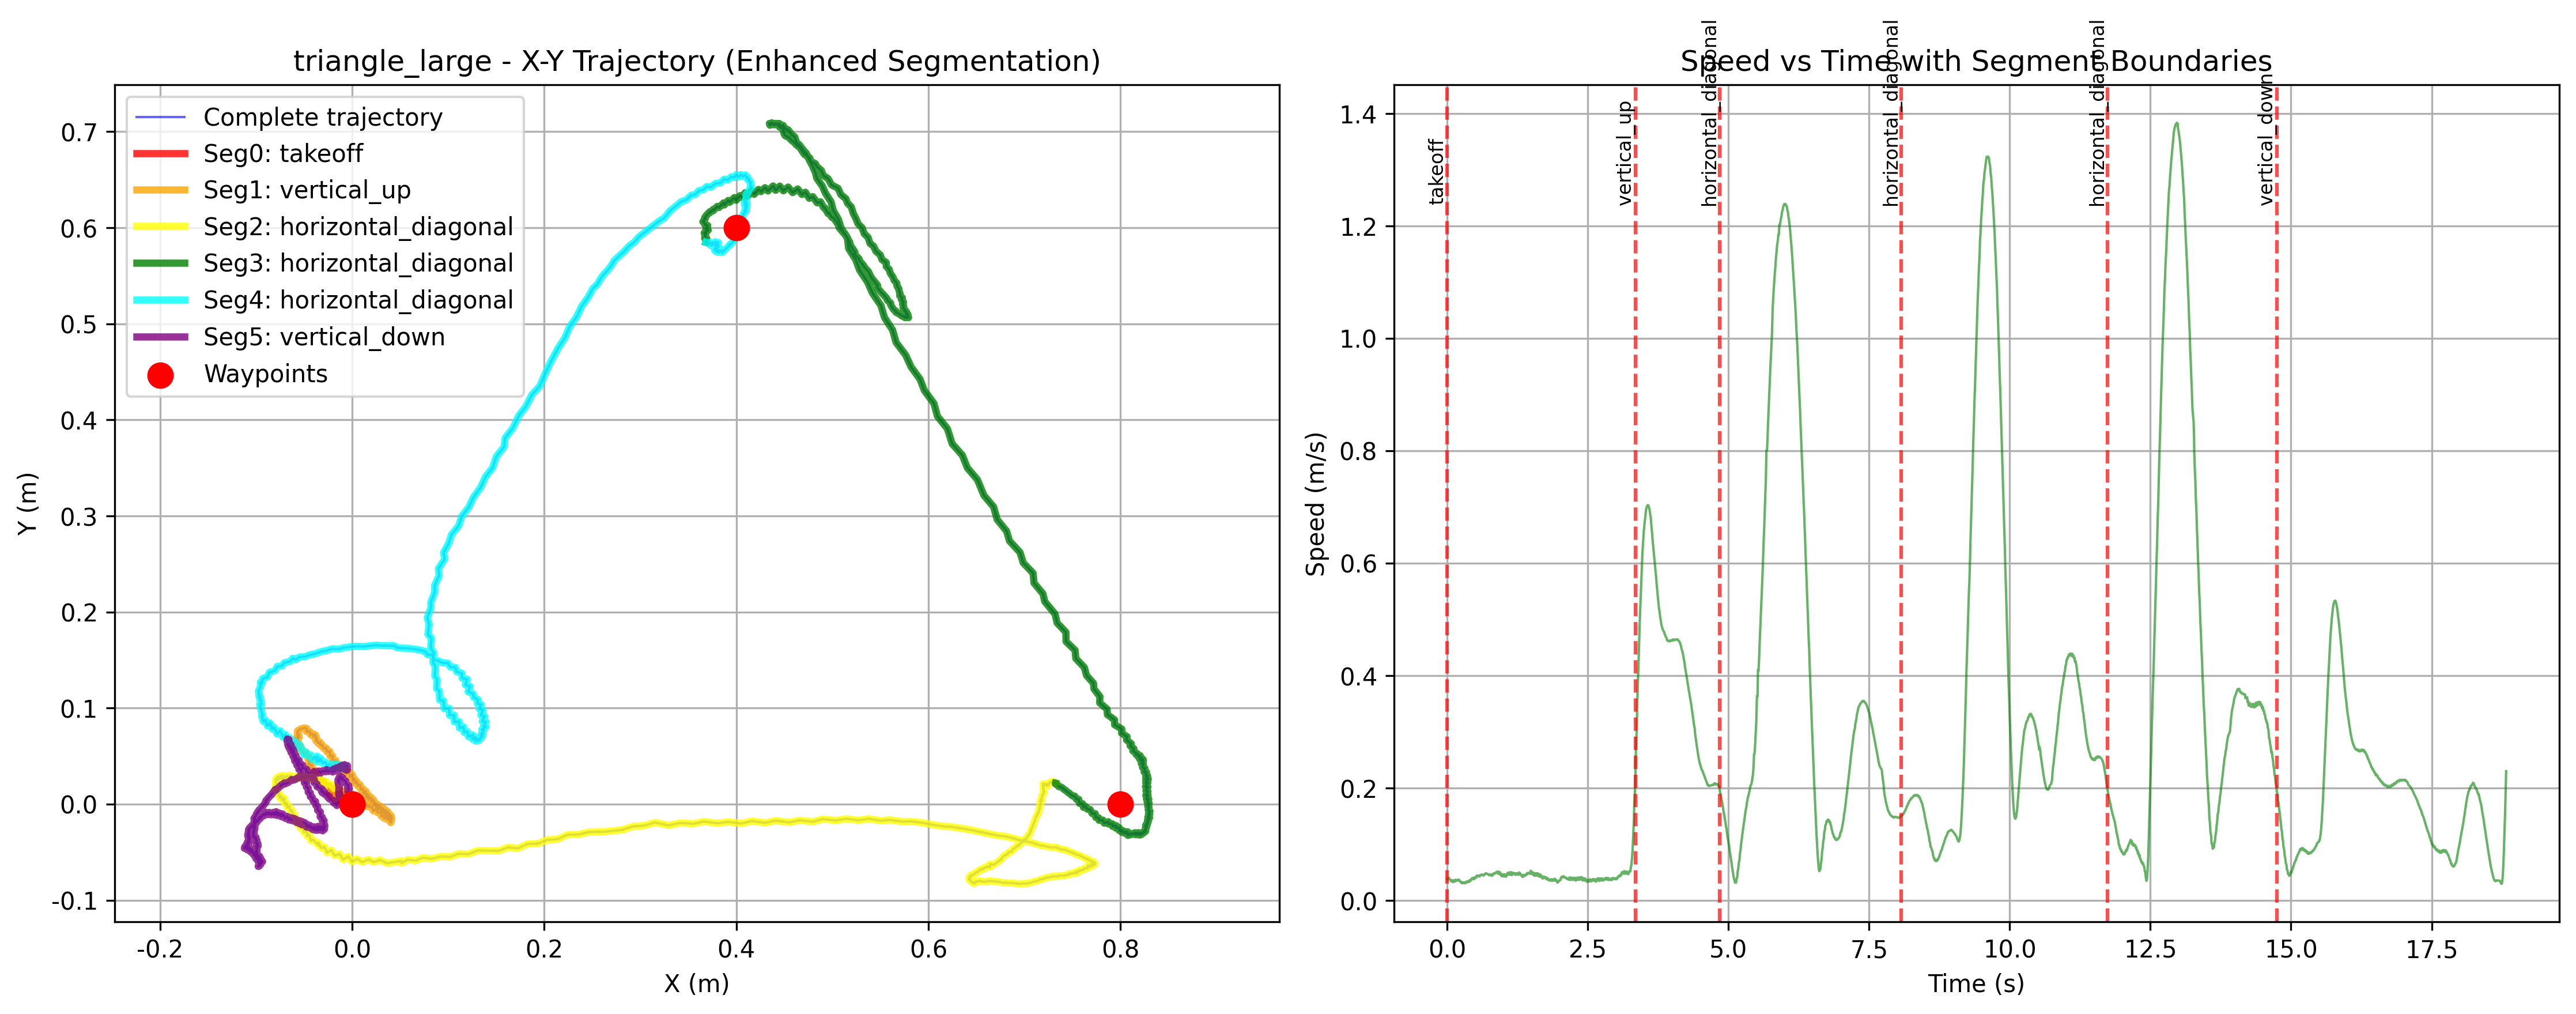 triangle_large - X-Y Trajectory (Enhanced Segmentation)
Complete trajectory
Seg0: takeoff
Seg1: vertical_up
Seg2: horizontal_diagonal
Seg3: horizontal_diagonal
Seg4: horizontal_diagonal
Seg5: vertical_down
Waypoints
0.7
0.6
0.5
0.4
0.3
0.2
0.1
0.0
-0.1
Y (m)
-0.2
0.0
0.2
0.4
0.6
0.8
X (m)
Speed vs Time with Segment Boundaries
takeoff
vertical_up
horizontal_diagonal
horizontal_diagonal
horizontal_diagonal
vertical_down
1.4
1.2
1.0
0.8
0.6
0.4
0.2
0.0
Speed (m/s)
0.0
2.5
5.0
7.5
10.0
12.5
15.0
17.5
Time (s)